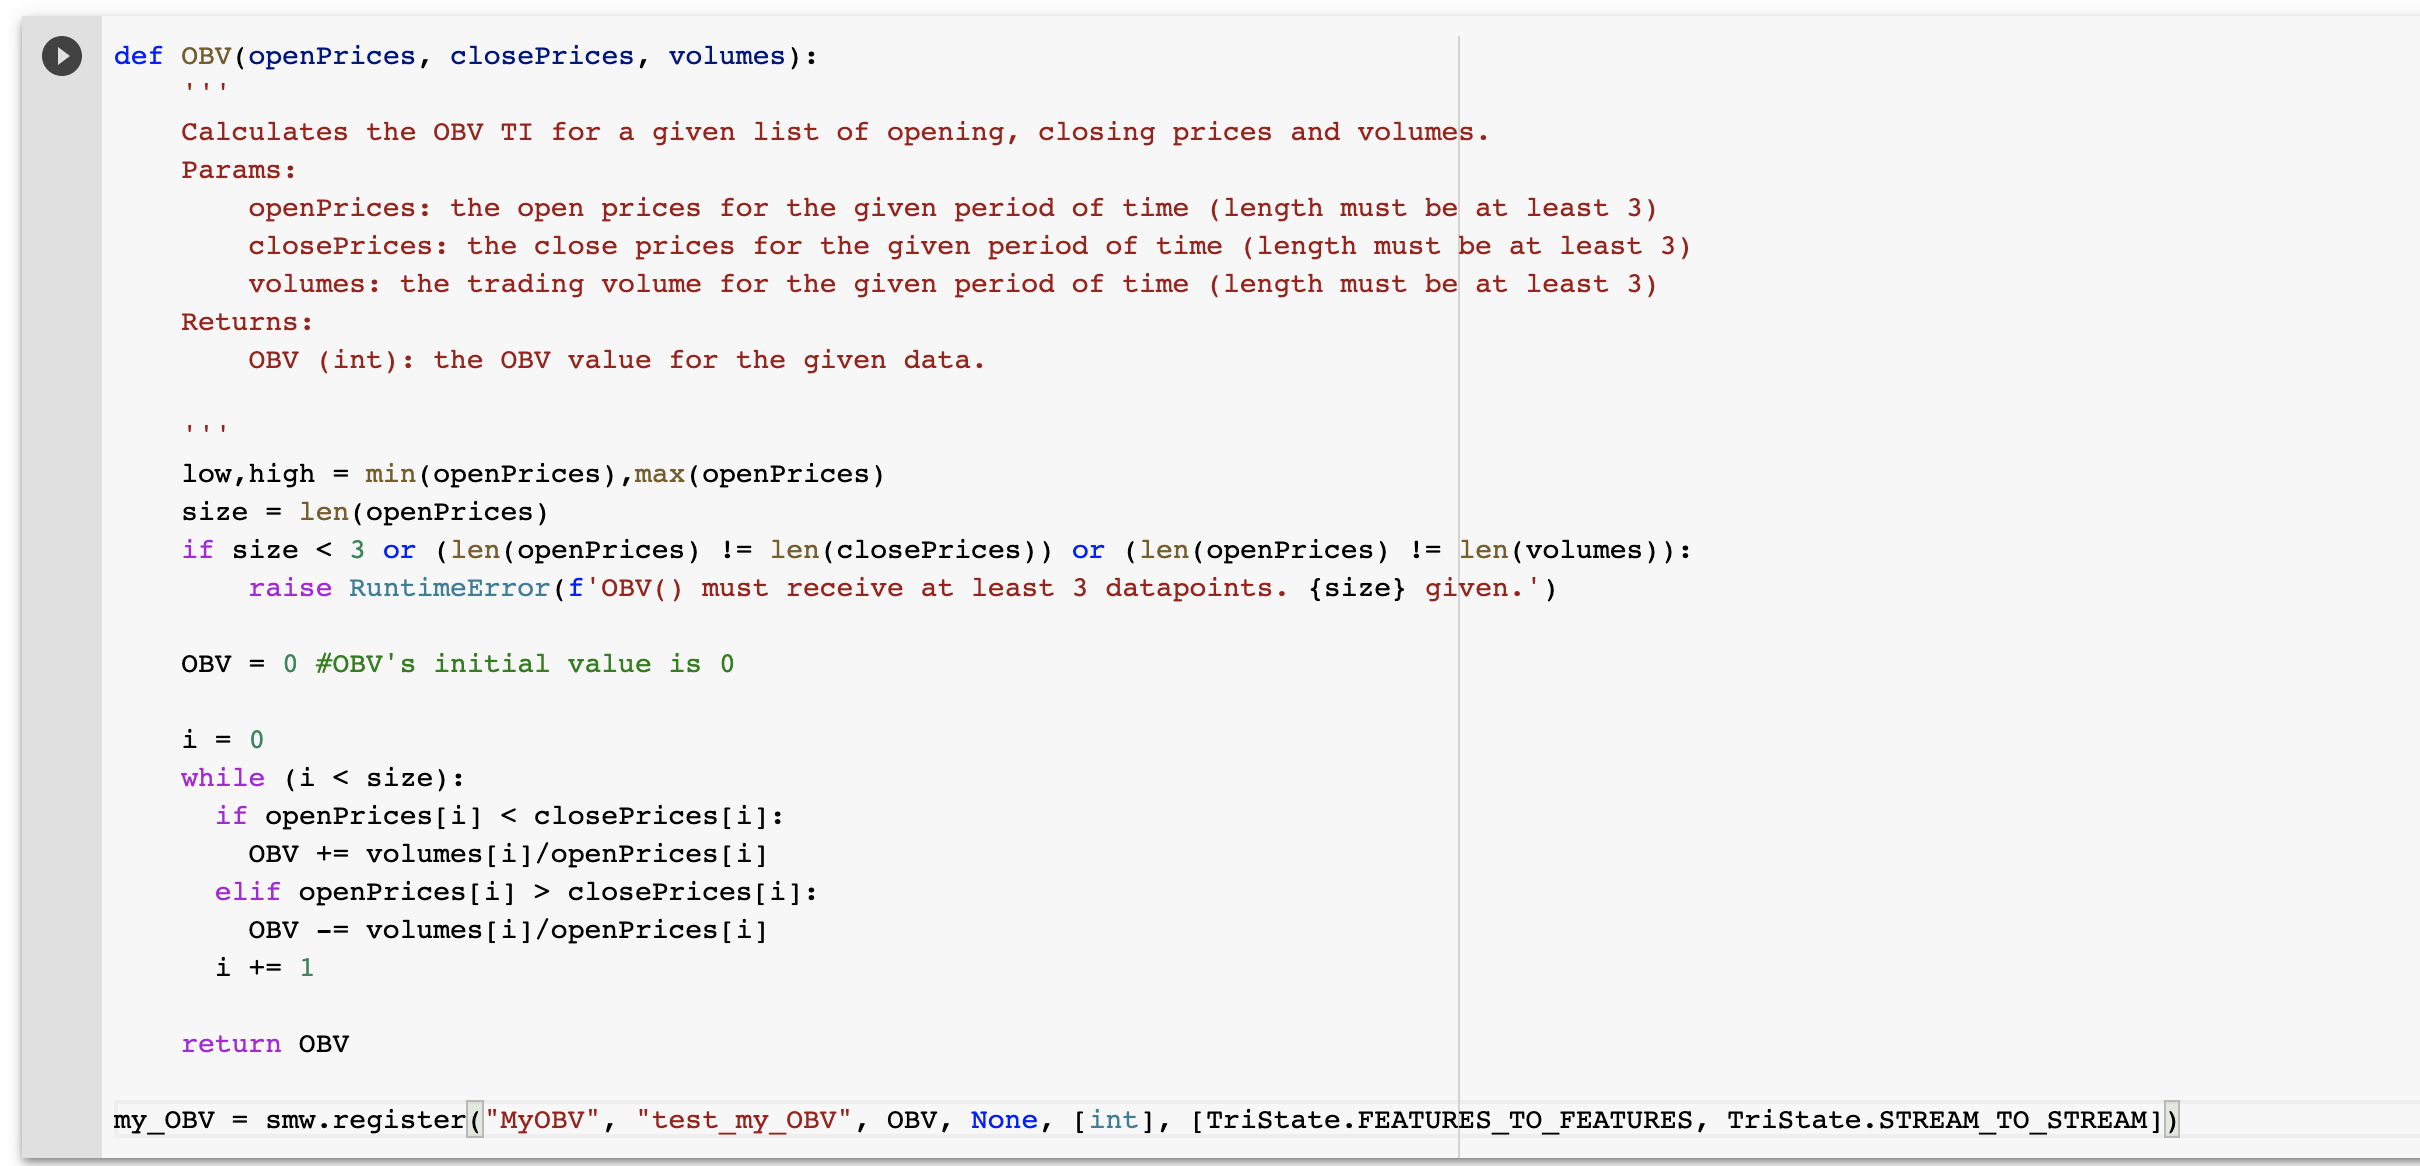 def OBV(openPrices, closePrices, volumes):
    '''
    Calculates the OBV TI for a given list of opening, closing prices and volumes.
    Params:
        openPrices: the open prices for the given period of time (length must be at least 3)
        closePrices: the close prices for the given period of time (length must be at least 3)
        volumes: the trading volume for the given period of time (length must be at least 3)
    Returns:
        OBV (int): the OBV value for the given data.

    '''
    low,high = min(openPrices),max(openPrices)
    size = len(openPrices)
    if size < 3 or (len(openPrices) != len(closePrices)) or (len(openPrices) != len(volumes)):
        raise RuntimeError(f'OBV() must receive at least 3 datapoints. {size} given.')

    OBV = 0 #OBV's initial value is 0

    i = 0
    while (i < size):
      if openPrices[i] < closePrices[i]:
        OBV += volumes[i]/openPrices[i]
      elif openPrices[i] > closePrices[i]:
        OBV -= volumes[i]/openPrices[i]
      i += 1

    return OBV

my_OBV = smw.register("MyOBV", "test_my_OBV", OBV, None, [int], [TriState.FEATURES_TO_FEATURES, TriState.STREAM_TO_STREAM])